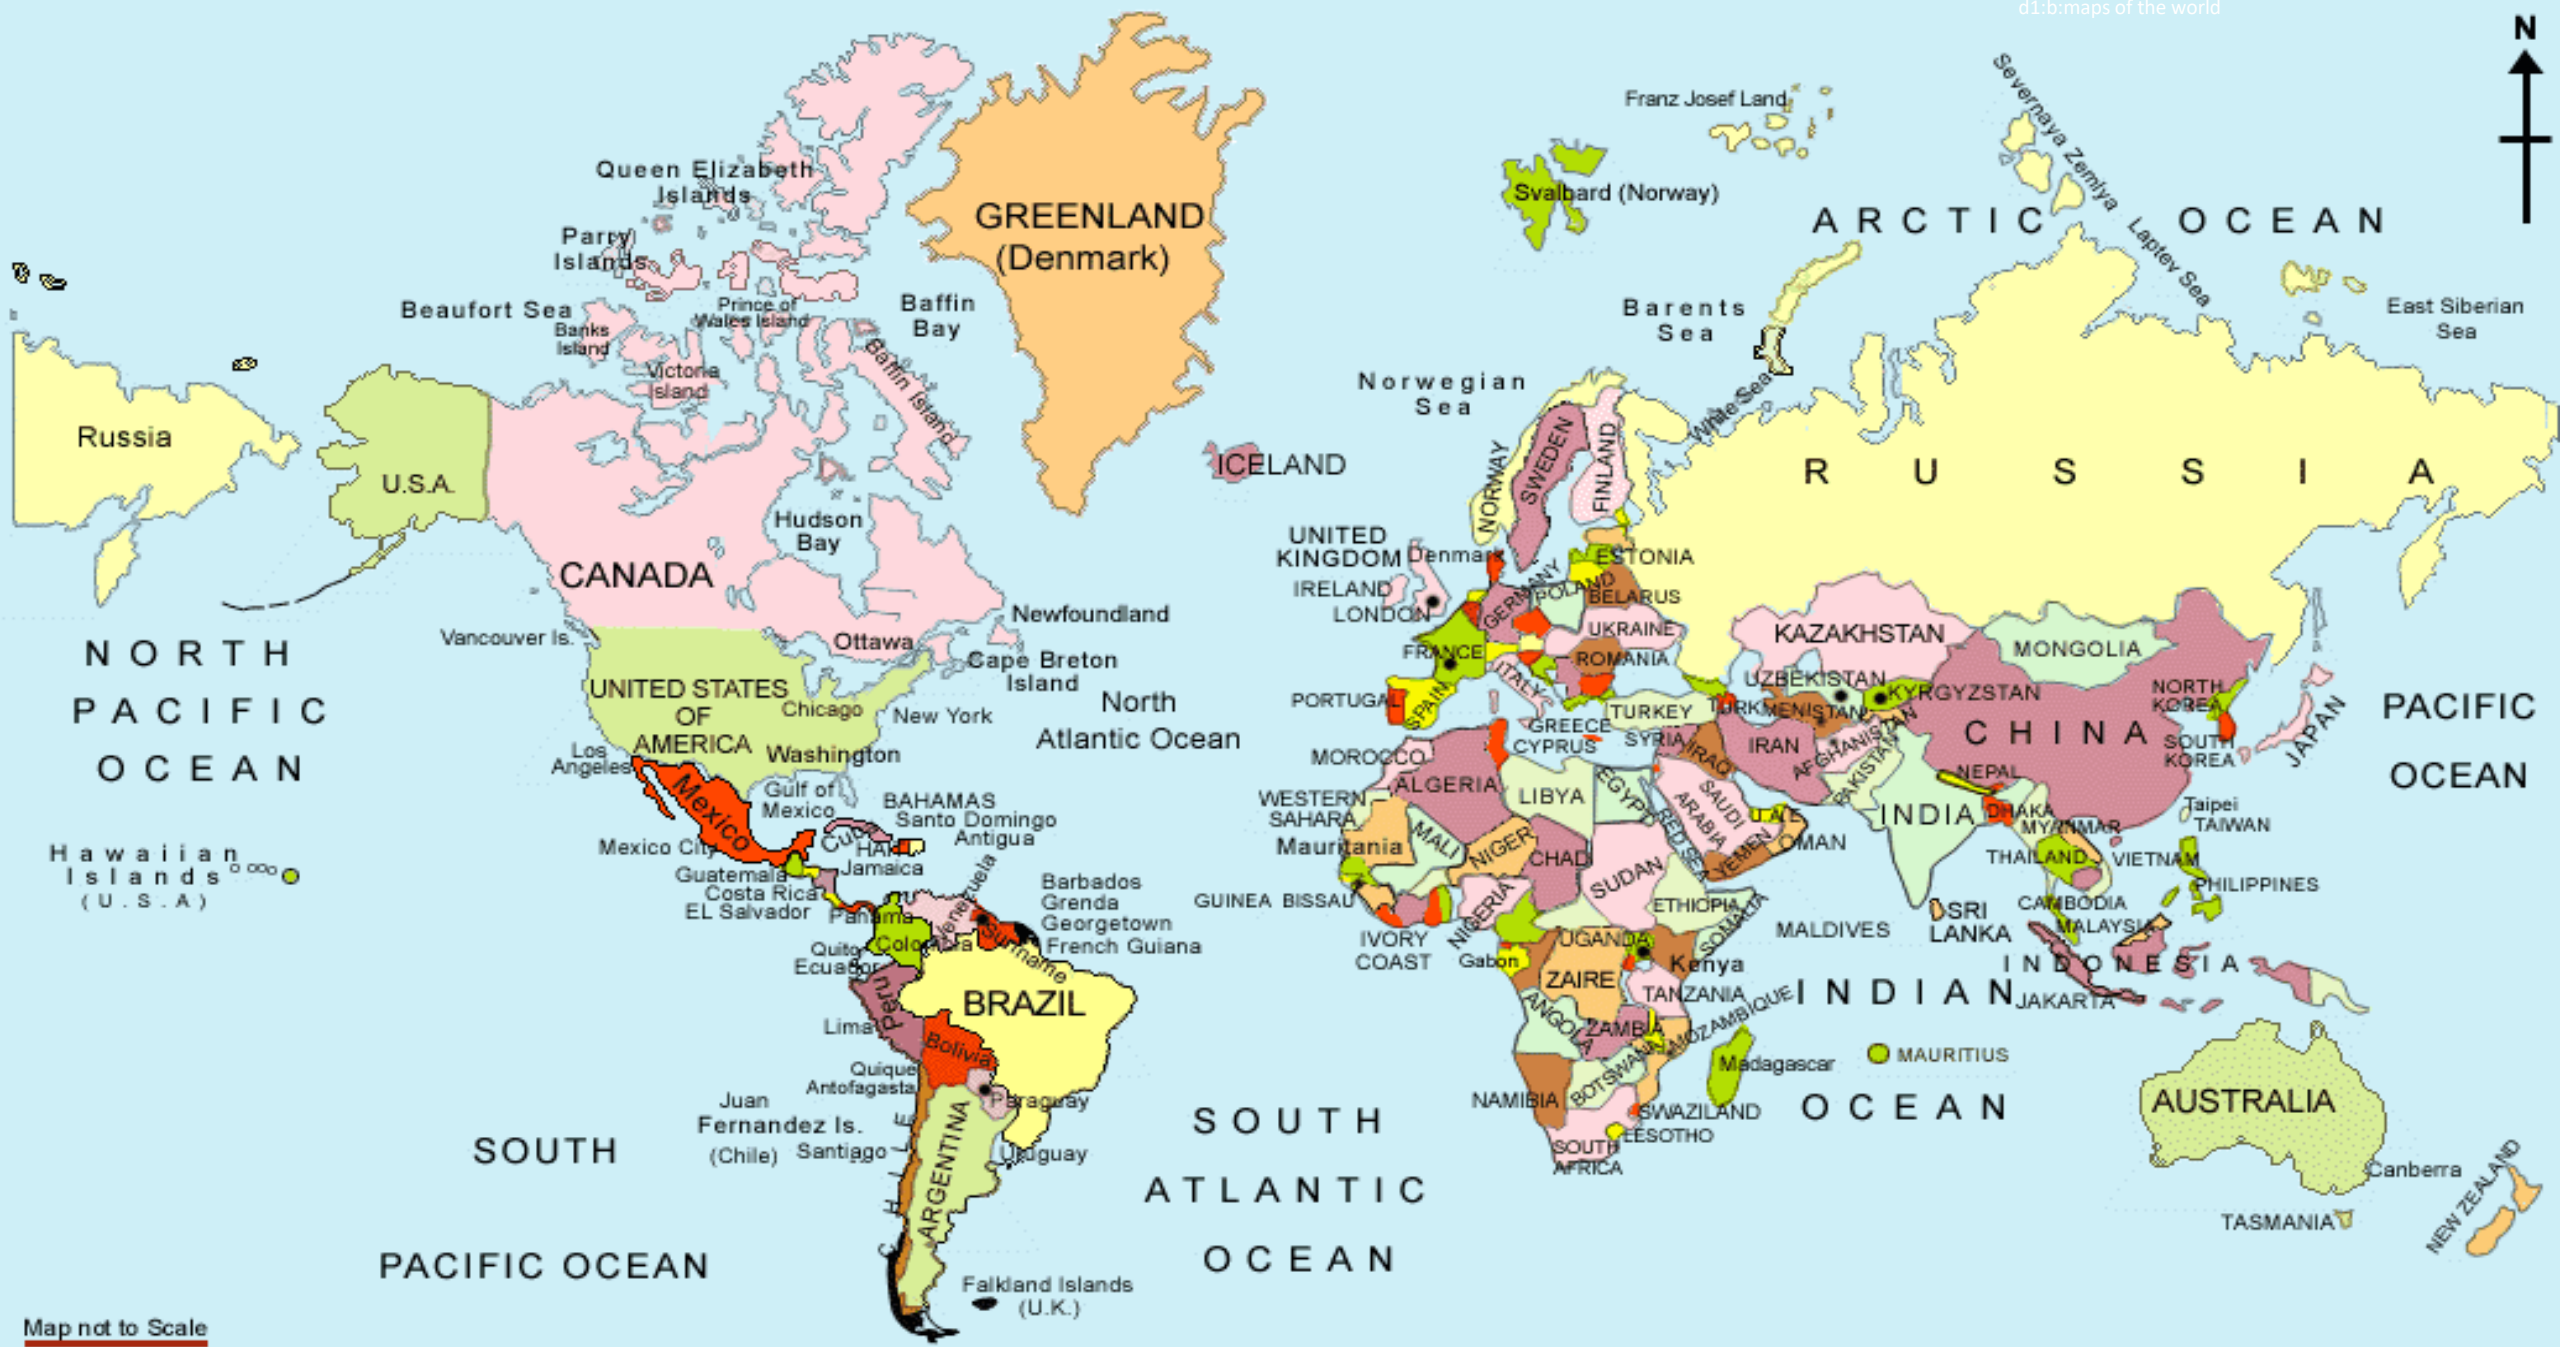 d1:b:maps of the world
N
Franz Josef Land
Severnaya Zemlya
Queen Elizabeth
Islands
Svalbard (Norway)
GREENLAND
(Denmark)
ARCTIC OCEAN
Laptev Sea
Parry
Islands
Beaufort Sea
Banks
Island
Prince of
Wales Island
Baffin
Bay
Barents
Sea
East Siberian
Sea
Victoria
Island
Baffin Island
Norwegian
Sea
White Sea
Russia
U.S.A.
ICELAND
NORWAY
SWEDEN
FINLAND
RUSSIA
Hudson
Bay
CANADA
UNITED
KINGDOM
Denmark
ESTONIA
IRELAND
LONDON
GERMANY
POLAND
BELARUS
Newfoundland
Vancouver Is.
Ottawa
Cape Breton
Island
UKRAINE
KAZAKHSTAN
MONGOLIA
NORTH
PACIFIC
OCEAN
FRANCE
ITALY
ROMANIA
UZBEKISTAN
KYRGYZSTAN
NORTH
KOREA
UNITED STATES
OF
AMERICA
Chicago
New York
Washington
North
Atlantic Ocean
PORTUGAL
SPAIN
GREECE
TURKEY
TURKMENISTAN
CHINA
SOUTH
KOREA
JAPAN
PACIFIC
OCEAN
Los
Angeles
CYPRUS
SYRIA
IRAQ
IRAN
AFGHANISTAN
PAKISTAN
Mexico
Gulf of
Mexico
MOROCCO
ALGERIA
LIBYA
EGYPT
SAUDI
ARABIA
NEPAL
INDIA
DHAKA
MYANMAR
Taipei
TAIWAN
BAHAMAS
Santo Domingo
Antigua
WESTERN
SAHARA
RED SEA
U A E
OMAN
YEMEN
Hawaiian
Islands
(U.S.A)
Mexico City
Cuba
HAITI
Jamaica
Mauritania
MALI
NIGER
CHAD
SUDAN
THAILAND
VIETNAM
Guatemala
Costa Rica
EL Salvador
Panama
Venezuela
Barbados
Grenda
Georgetown
French Guiana
GUINEA BISSAU
NIGERIA
ETHIOPIA
SOMALIA
MALDIVES
SRI
LANKA
CAMBODIA
MALAYSIA
PHILIPPINES
Quito
Ecuador
Colombia
Suriname
IVORY
COAST
Gabon
UGANDA
Kenya
INDONESIA
Peru
BRAZIL
ZAIRE
TANZANIA
INDIAN
JAKARTA
Lima
Bolivia
ANGOLA
ZAMBIA
MOZAMBIQUE
Madagascar
MAURITIUS
Quique
Antofagasta
Paraguay
NAMIBIA
BOTSWANA
SWAZILAND
OCEAN
AUSTRALIA
Juan
Fernandez Is.
(Chile)
Santiago
CHILE
ARGENTINA
Uruguay
SOUTH
ATLANTIC
OCEAN
LESOTHO
SOUTH
AFRICA
Canberra
SOUTH
PACIFIC OCEAN
TASMANIA
NEW ZEALAND
Falkland Islands
(U.K.)
Map not to Scale